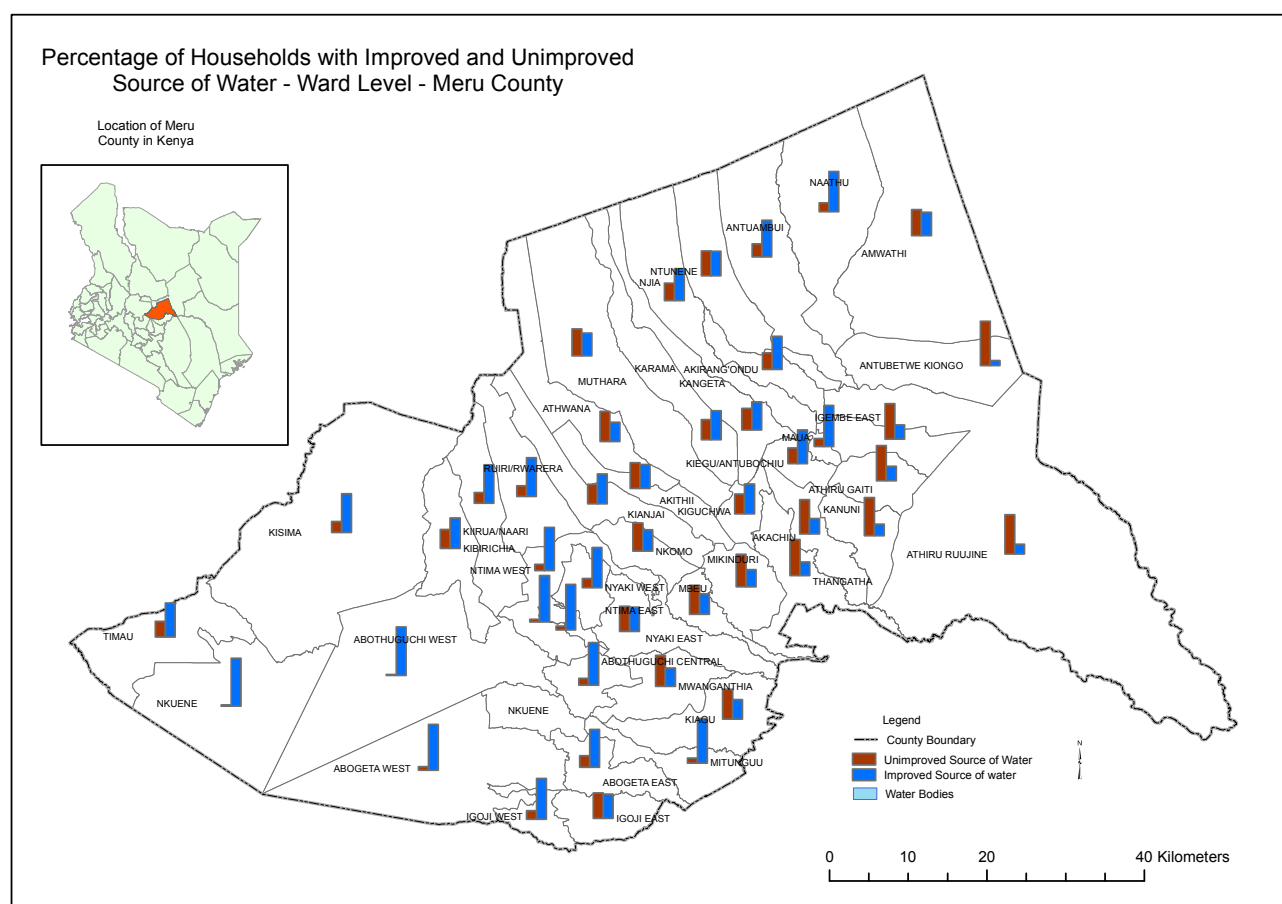 Percentage of Households with Improved and Unimproved
Source of Water - Ward Level - Meru County
Location of Meru
County in Kenya
NAATHU
ANTUAMBUI
AMWATHI
NTUNENE
NJIA
ANTUBETWE KIONGO
KARAMA
AKIRANG'ONDU
MUTHARA
KANGETA
ATHWANA
IGEMBE EAST
MAUA
KIEGU/ANTUBOCHIU
RUIRI/RWARERA
ATHIRU GAITI
AKITHII
KIGUCHWA
KANUNI
KIANJAI
KISIMA
KIIRUA/NAARI
AKACHIU
KIBIRICHIA
NKOMO
ATHIRU RUUJINE
MIKINDURI
NTIMA WEST
THANGATHA
NYAKI WEST
MBEU
NTIMA EAST
TIMAU
ABOTHUGUCHI WEST
NYAKI EAST
ABOTHUGUCHI CENTRAL
MWANGANTHIA
NKUENE
NKUENE
KIAGU
MITUNGUU
ABOGETA WEST
ABOGETA EAST
IGOJI WEST
IGOJI EAST
N
Legend
County Boundary
Unimproved Source of Water
Improved Source of water
Water Bodies
0 10 20 40 Kilometers